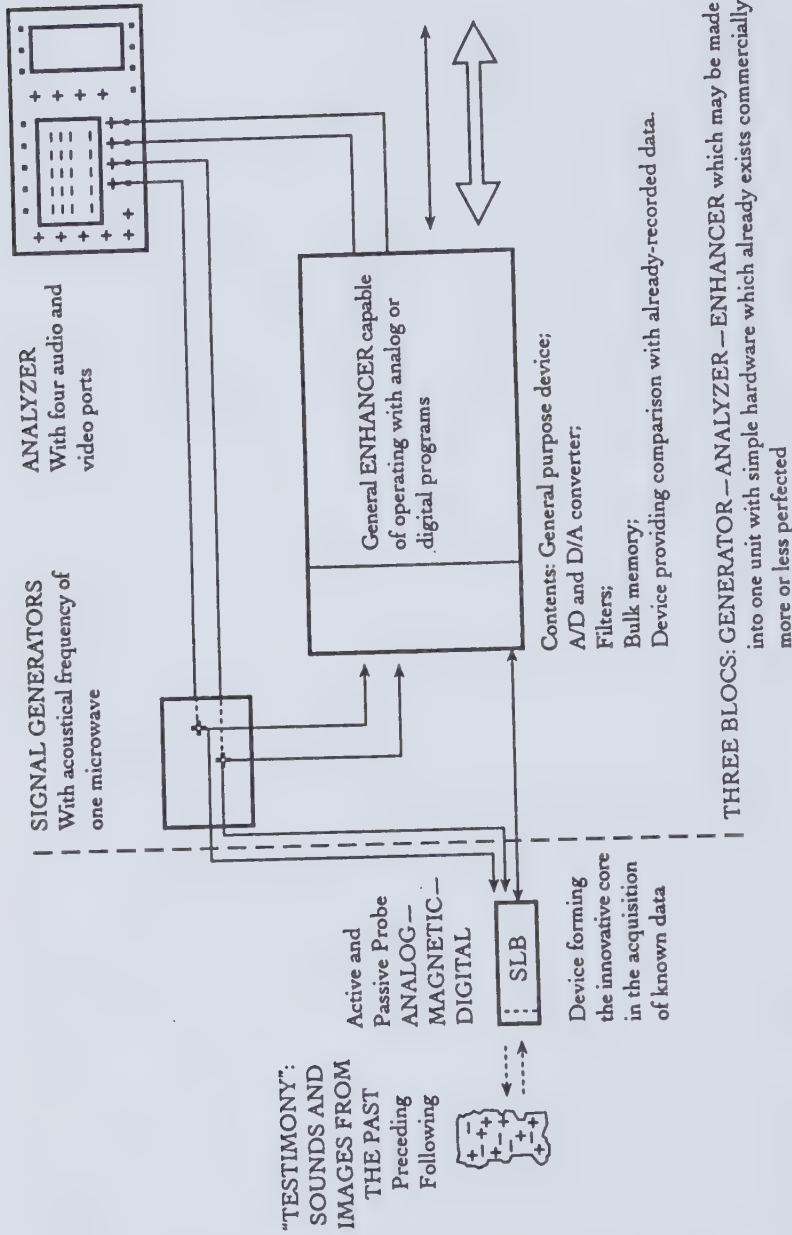 "TESTIMONY":
SOUNDS AND
IMAGES FROM
THE PAST
Preceding
Following
Active and
Passive Probe
ANALOG—
MAGNETIC—
DIGITAL
SLB
Device forming
the innovative core
in the acquisition
of known data
SIGNAL GENERATORS
With acoustical frequency of
one microwave
ANALYZER
With four audio and
video ports
General ENHANCER capable
of operating with analog or
digital programs
Contents: General purpose device;
A/D and D/A converter;
Filters;
Bulk memory;
Device providing comparison with already-recorded data.
THREE BLOCS: GENERATOR—ANALYZER—ENHANCER which may be made
into one unit with simple hardware which already exists commercially
more or less perfected